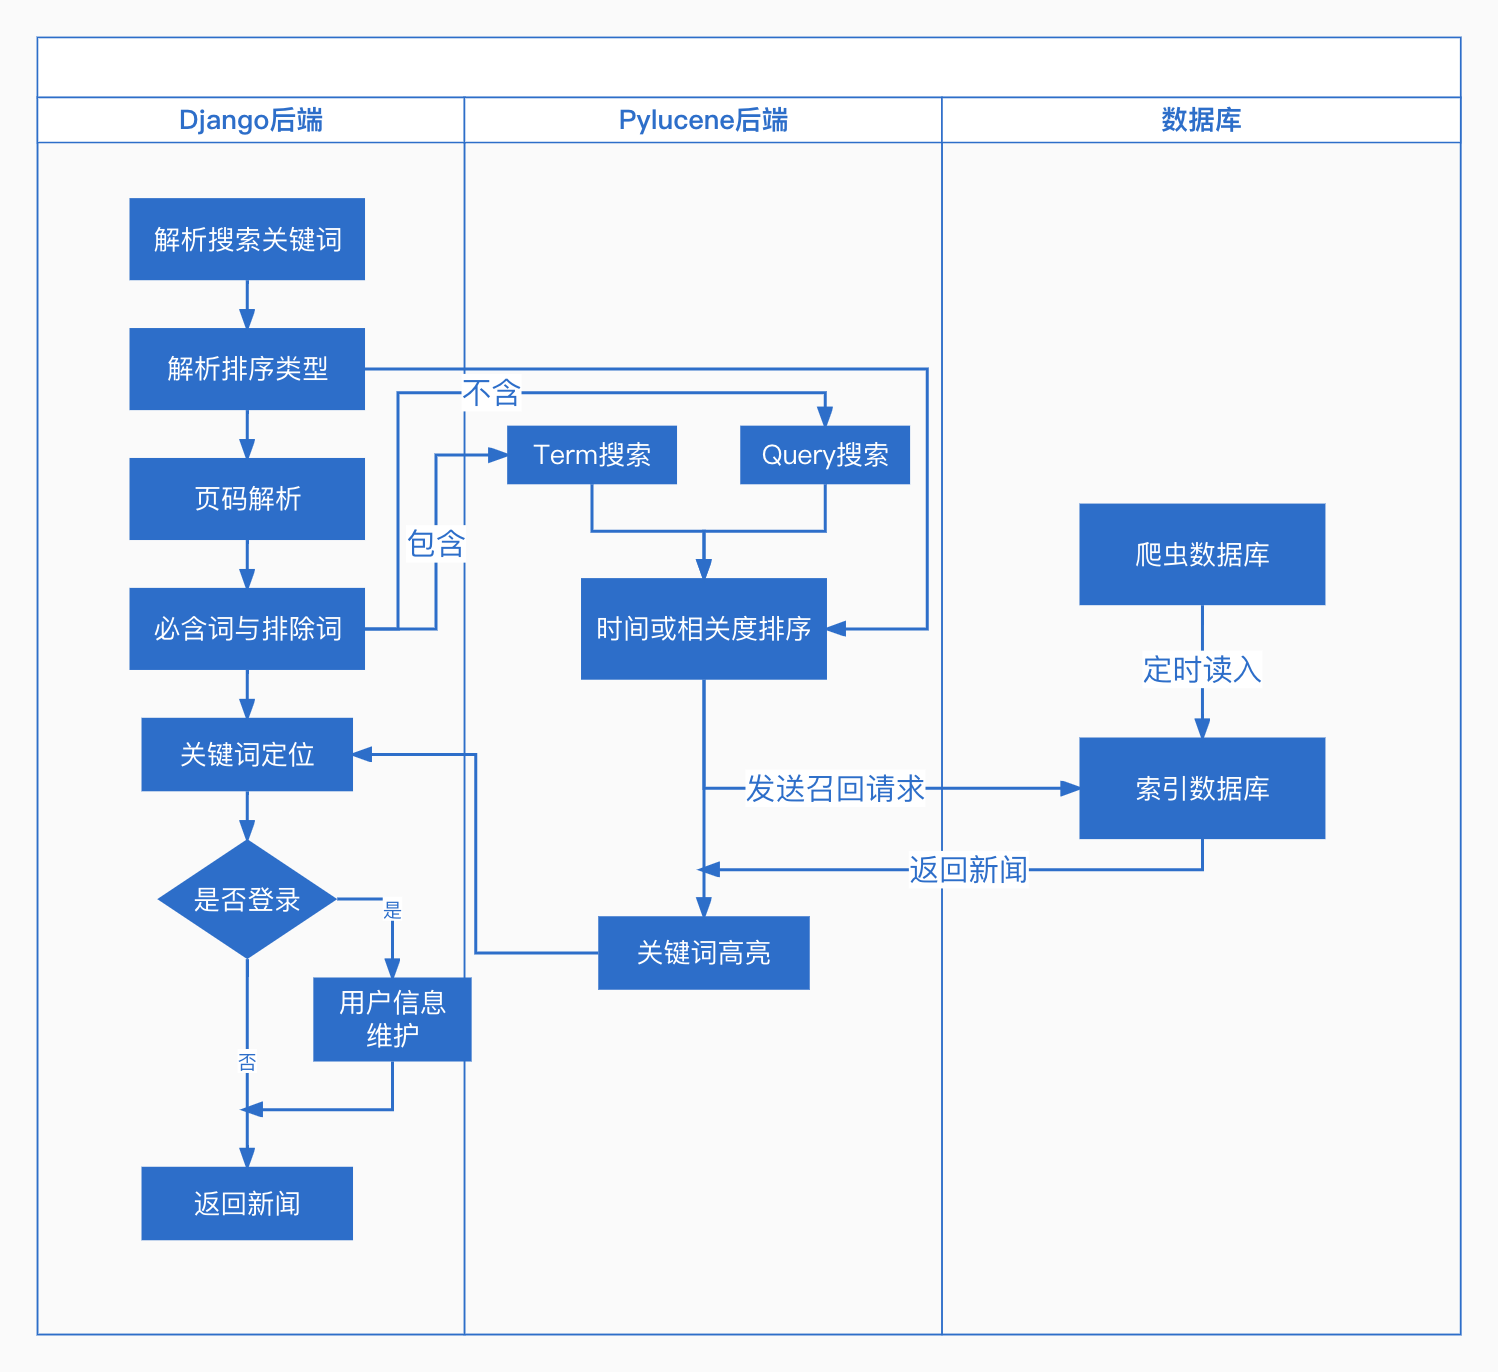 Django后端
Pylucene后端
数据库
解析搜索关键词
解析排序类型
不含
Term搜索
Query搜索
页码解析
包含
爬虫数据库
必含词与排除词
时间或相关度排序
定时读入
关键词定位
发送召回请求
索引数据库
返回新闻
是否登录
是
关键词高亮
用户信息
维护
否
返回新闻